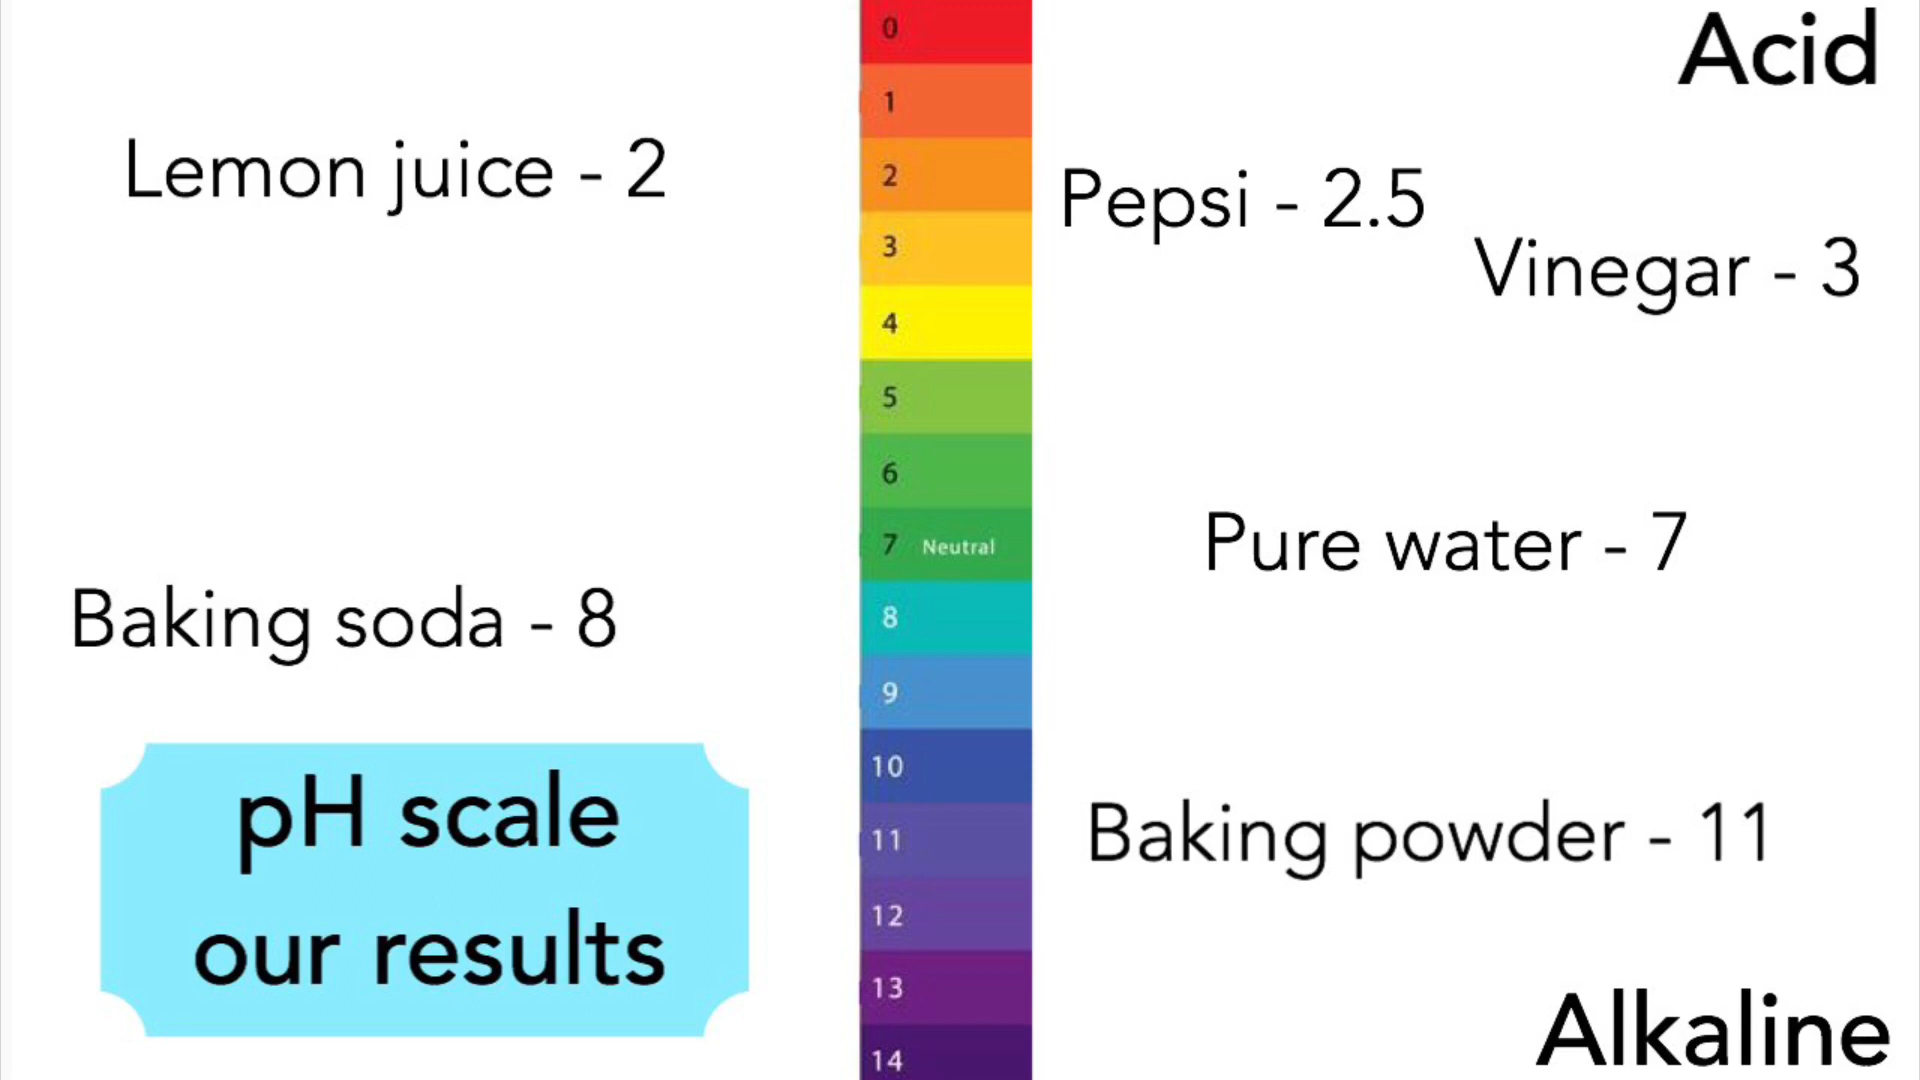 0
Acid
1
Lemon juice - 2
2
Pepsi - 2.5
3
Vinegar - 3
4
5
6
7 Neutral
Pure water - 7
Baking soda - 8
8
9
10
pH scale
our results
11
Baking powder - 11
12
13
14
Alkaline